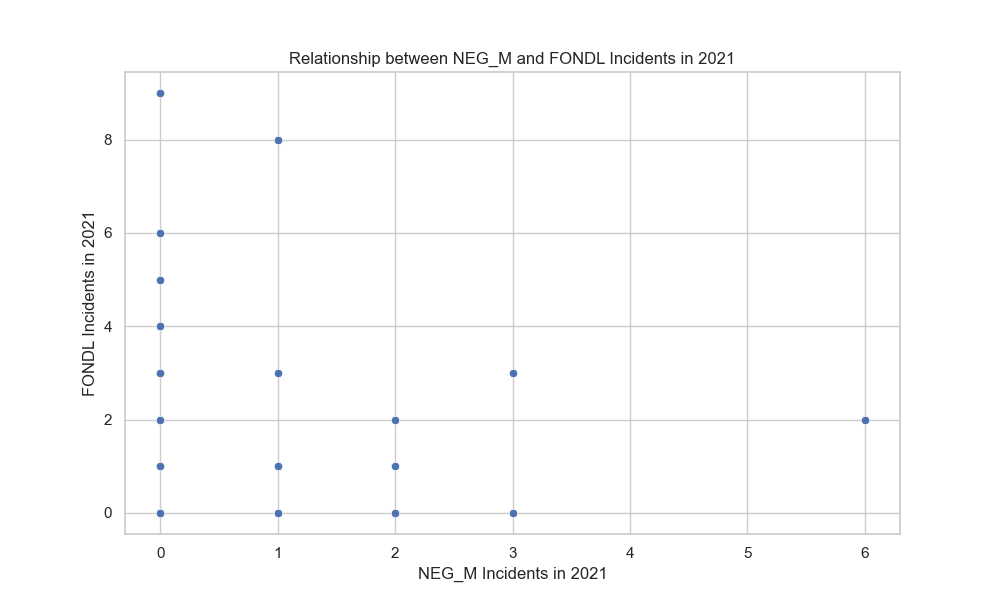 Relationship between NEG_M and FONDL Incidents in 2021
8
6
4
2
0
FONDL Incidents in 2021
0 1 2 3 4 5 6
NEG_M Incidents in 2021